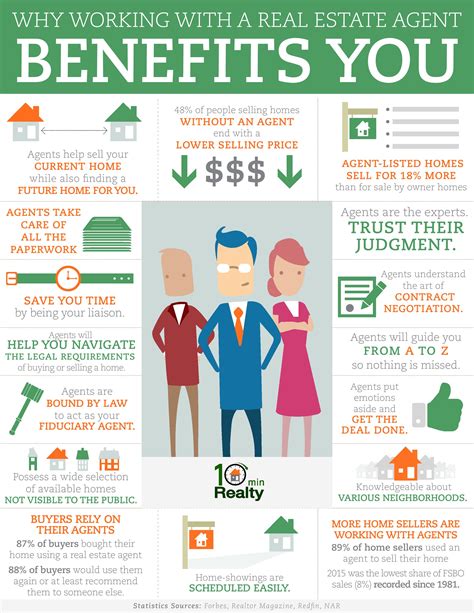 WHY WORKING WITH A REAL ESTATE AGENT
BENEFITS YOU
Agents help sell your
CURRENT HOME
while also finding a
FUTURE HOME FOR YOU.
48% of people selling homes
WITHOUT AN AGENT
end with a
LOWER SELLING PRICE
$$$
AGENT-LISTED HOMES
SELL FOR 18% MORE
than for sale by owner homes
AGENTS TAKE
CARE OF
ALL THE
PAPERWORK
Agents are the experts.
TRUST THEIR
JUDGMENT.
SAVE YOU TIME
by being your liaison.
Agents understand
the art of
CONTRACT
NEGOTIATION.
Agents will
HELP YOU NAVIGATE
THE LEGAL REQUIREMENTS
of buying or selling a home.
Agents will guide you
FROM A TO Z
so nothing is missed.
Agents are
BOUND BY LAW
to act as your
FIDUCIARY AGENT.
Agents put
emotions
aside and
GET THE
DEAL DONE.
10min
Realty
Possess a wide
selection of
available homes
NOT VISIBLE TO THE PUBLIC.
Knowledgeable about
VARIOUS NEIGHBORHOODS.
BUYERS RELY ON
THEIR AGENTS
87% of buyers bought their
home using a real estate agent
88% of buyers would use them
again or at least recommend
them to someone else.
Home-showings are
SCHEDULED EASILY.
MORE HOME SELLERS ARE
WORKING WITH AGENTS
89% of home sellers used an
agent to sell their home
2015 was the lowest share of FSBO
sales (8%) recorded since 1981.
Statistics Sources: Forbes, Realtor Magazine, Redfin, NAR